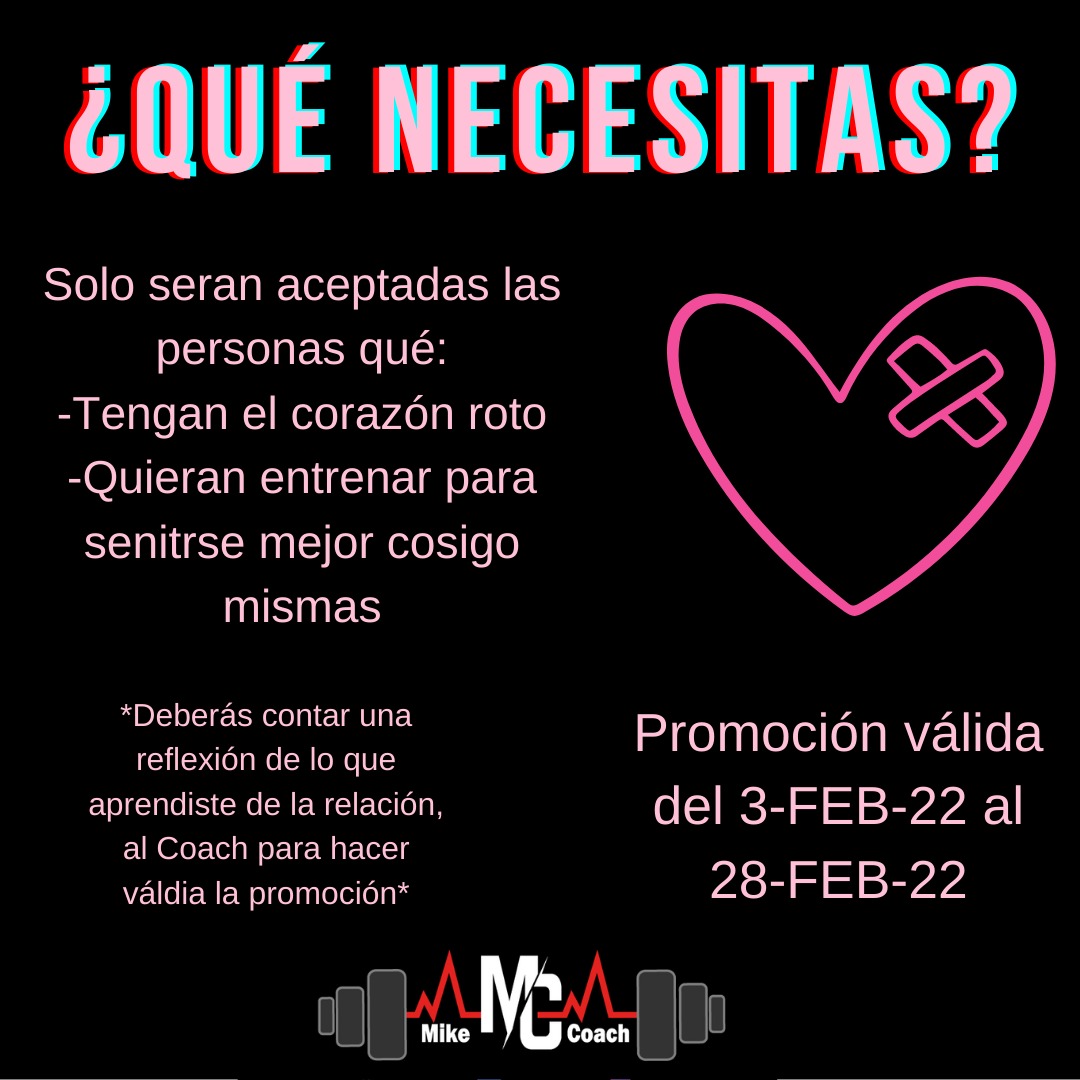 ¿QUÉ NECESITAS?
Solo seran aceptadas las
personas qué:
-Tengan el corazón roto
-Quieran entrenar para
senitrse mejor cosigo
mismas
*Deberás contar una
reflexión de lo que
aprendiste de la relación,
al Coach para hacer
váldia la promoción*
Promoción válida
del 3-FEB-22 al
28-FEB-22
MC
Mike Coach